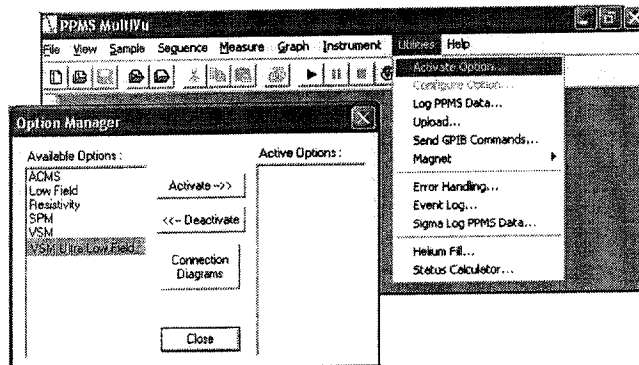 PPMS MultiVu
File View Sample Sequence Measure Graph Instrument Utilities Help
Activate Option...
Configure Option...
Log PPMS Data...
Upload...
Send GPIB Commands...
Magnet
Error Handling...
Event Log...
Sigma Log PPMS Data...
Helium Fill...
Status Calculator...
Option Manager
Available Options :
ACMS
Low Field
Resistivity
SPM
VSM
VSM Ultra Low Field
Activate -->>
<<-- Deactivate
Connection
Diagrams
Close
Active Options :